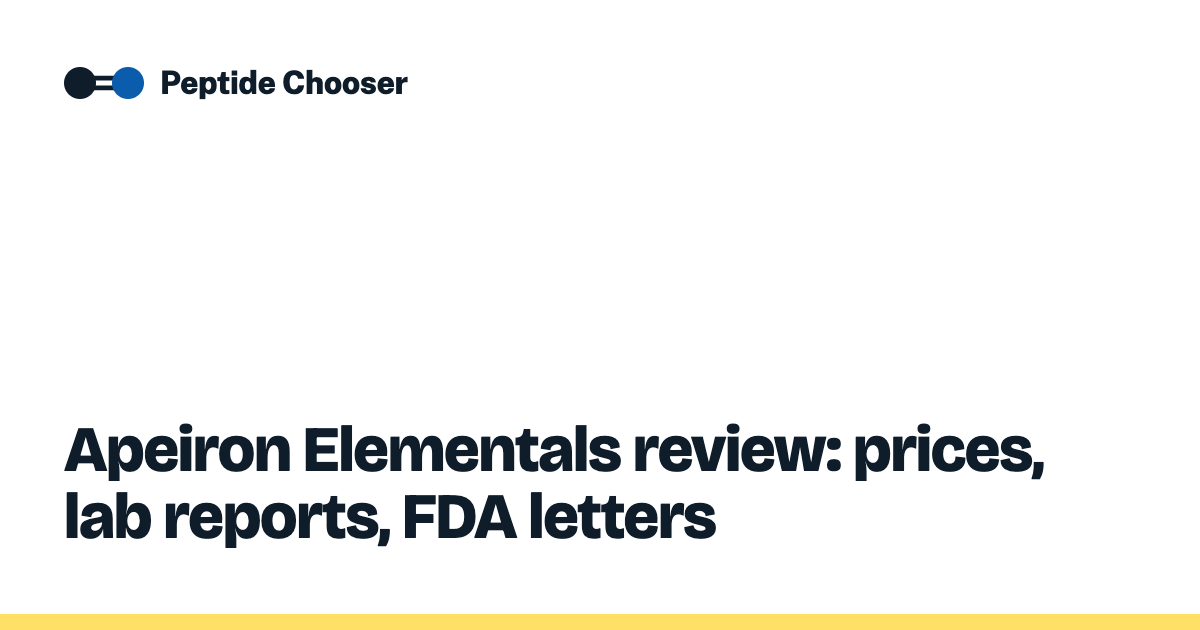 Peptide Chooser
Apeiron Elementals review: prices,
lab reports, FDA letters